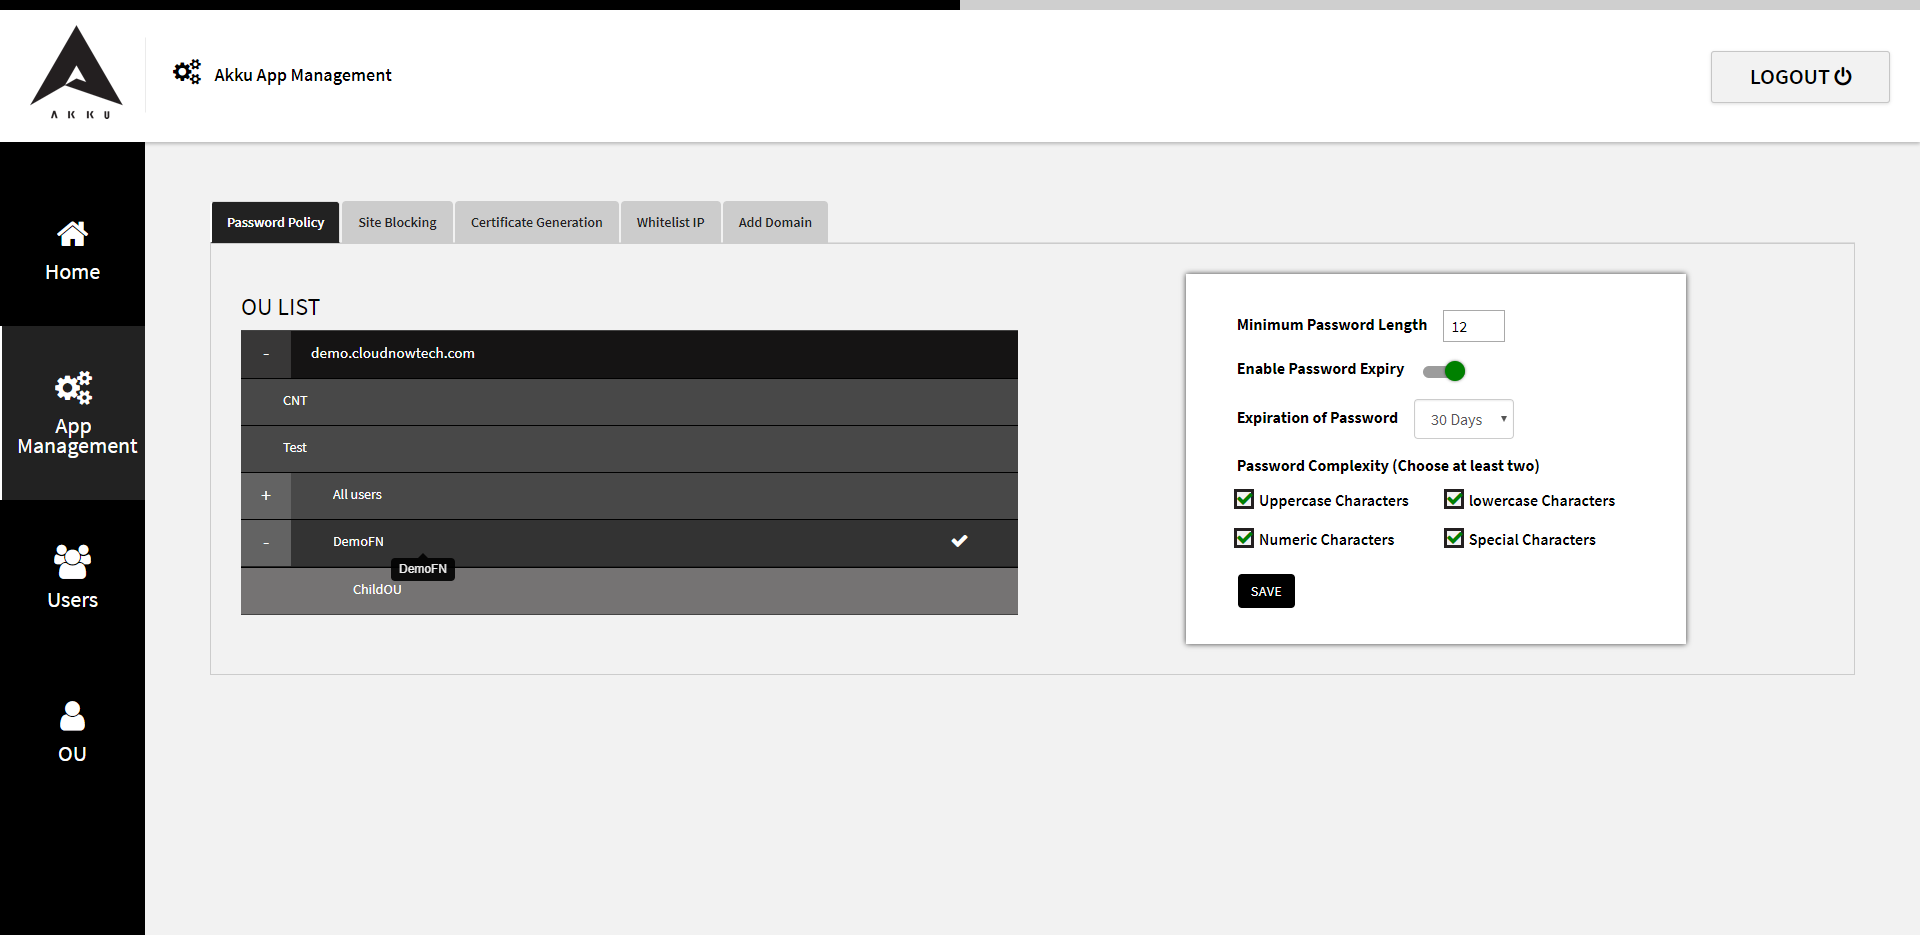 AKKU
Akku App Management
LOGOUT
Home
App
Management
Users
OU
Password Policy
Site Blocking
Certificate Generation
Whitelist IP
Add Domain
OU LIST
- demo.cloudnowtech.com
CNT
Test
+ All users
- DemoFN
DemoFN
ChildOU
Minimum Password Length 12
Enable Password Expiry
Expiration of Password 30 Days
Password Complexity (Choose at least two)
Uppercase Characters lowercase Characters
Numeric Characters Special Characters
SAVE